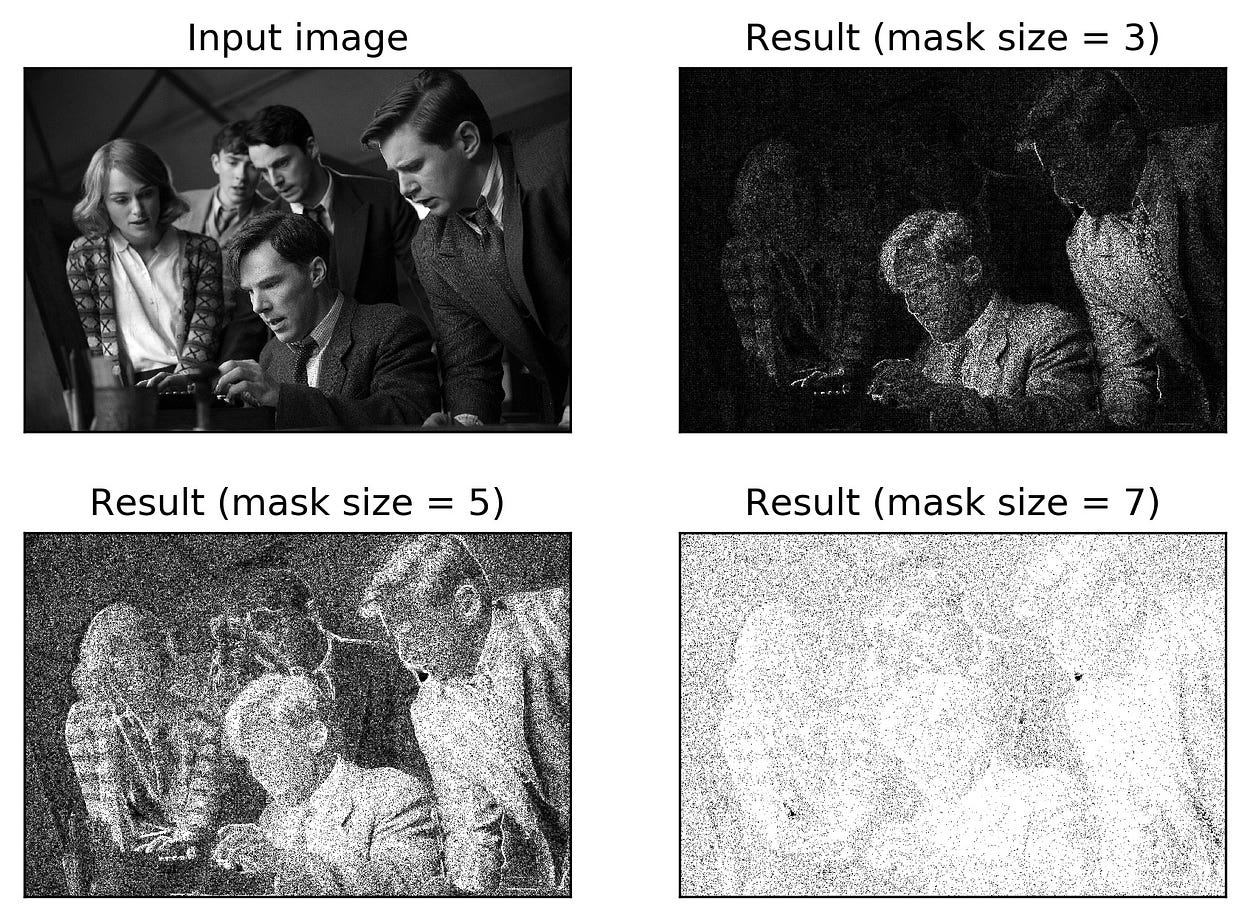 Input image
Result (mask size = 3)
Result (mask size = 5)
Result (mask size = 7)